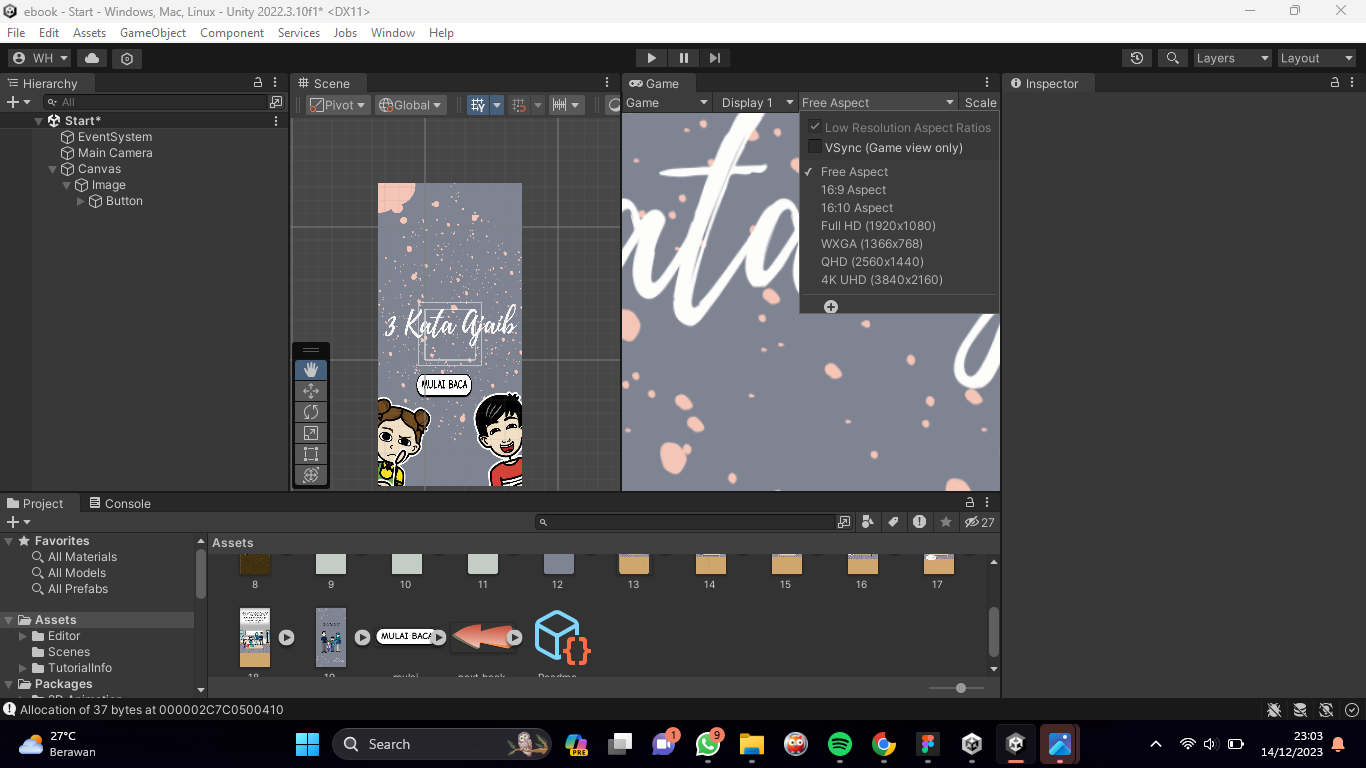 ebook - Start - Windows, Mac, Linux - Unity 2022.3.10f1* <DX11>
File Edit Assets GameObject Component Services Jobs Window Help
WH Layers Layout
Hierarchy Scene Game Inspector
All Pivot Global Game Display 1 Free Aspect Scale
Start*
EventSystem
Main Camera
Canvas
Image
Button
Low Resolution Aspect Ratios
VSync (Game view only)
Free Aspect
16:9 Aspect
16:10 Aspect
Full HD (1920x1080)
WXGA (1366x768)
QHD (2560x1440)
4K UHD (3840x2160)
3 Kata Ajaib
MULAI BACA
Project Console
27
Favorites
All Materials
All Models
All Prefabs
Assets
Editor
Scenes
TutorialInfo
Packages
Assets
8 9 10 11 12 13 14 15 16 17
MULAI BACA
Allocation of 37 bytes at 000002C7C0500410
27°C
Berawan
Search
PRE
1
9
23:03
14/12/2023